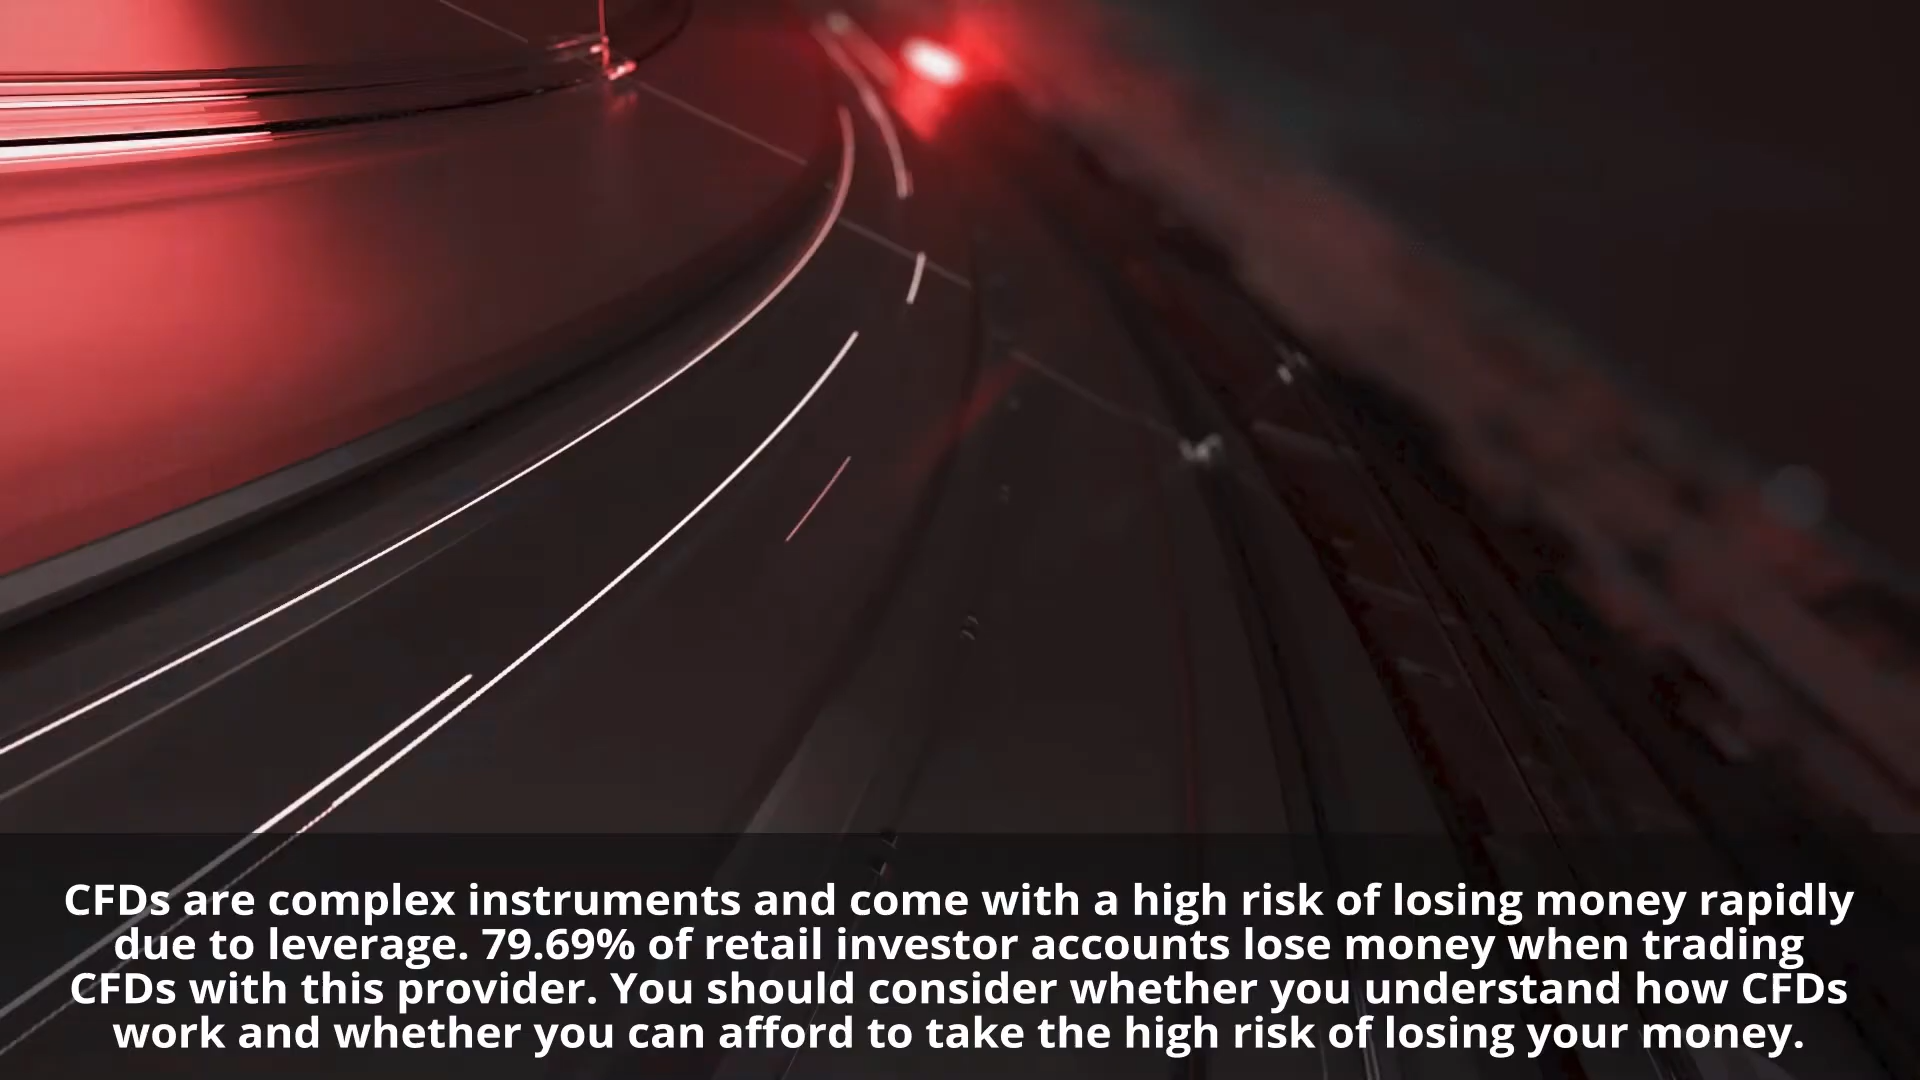 CFDs are complex instruments and come with a high risk of losing money rapidly
due to leverage. 79.69% of retail investor accounts lose money when trading
CFDs with this provider. You should consider whether you understand how CFDs
work and whether you can afford to take the high risk of losing your money.